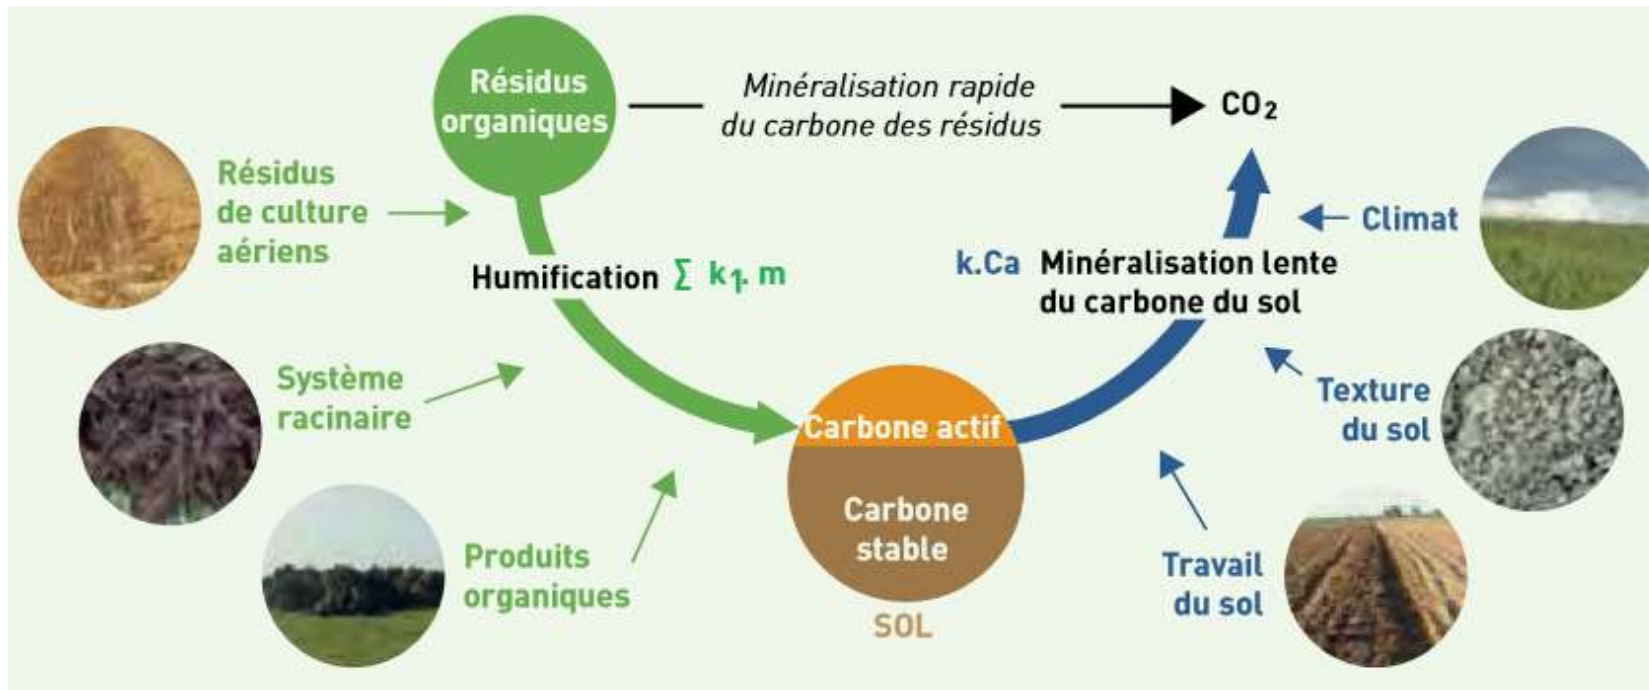 Résidus
organiques
Minéralisation rapide
du carbone des résidus
CO₂
Résidus
de culture
aériens
Climat
Humification ∑ k₁. m
k.Ca Minéralisation lente
du carbone du sol
Système
racinaire
Texture
du sol
Carbone actif
Carbone
stable
Produits
organiques
Travail
du sol
SOL